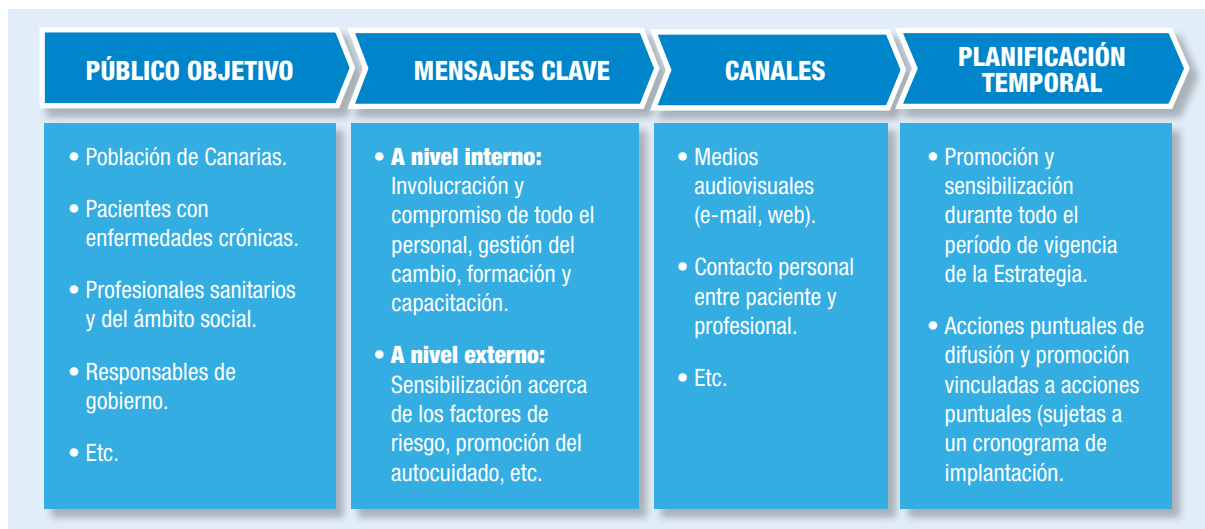 PÚBLICO OBJETIVO
MENSAJES CLAVE
CANALES
PLANIFICACIÓN
TEMPORAL
• Población de Canarias.
• Pacientes con
enfermedades crónicas.
• Profesionales sanitarios
y del ámbito social.
• Responsables de
gobierno.
• Etc.
• A nivel interno:
Involucración y
compromiso de todo el
personal, gestión del
cambio, formación y
capacitación.
• A nivel externo:
Sensibilización acerca
de los factores de
riesgo, promoción del
autocuidado, etc.
• Medios
audiovisuales
(e-mail, web).
• Contacto personal
entre paciente y
profesional.
• Etc.
• Promoción y
sensibilización
durante todo el
período de vigencia
de la Estrategia.
• Acciones puntuales de
difusión y promoción
vinculadas a acciones
puntuales (sujetas a
un cronograma de
implantación.